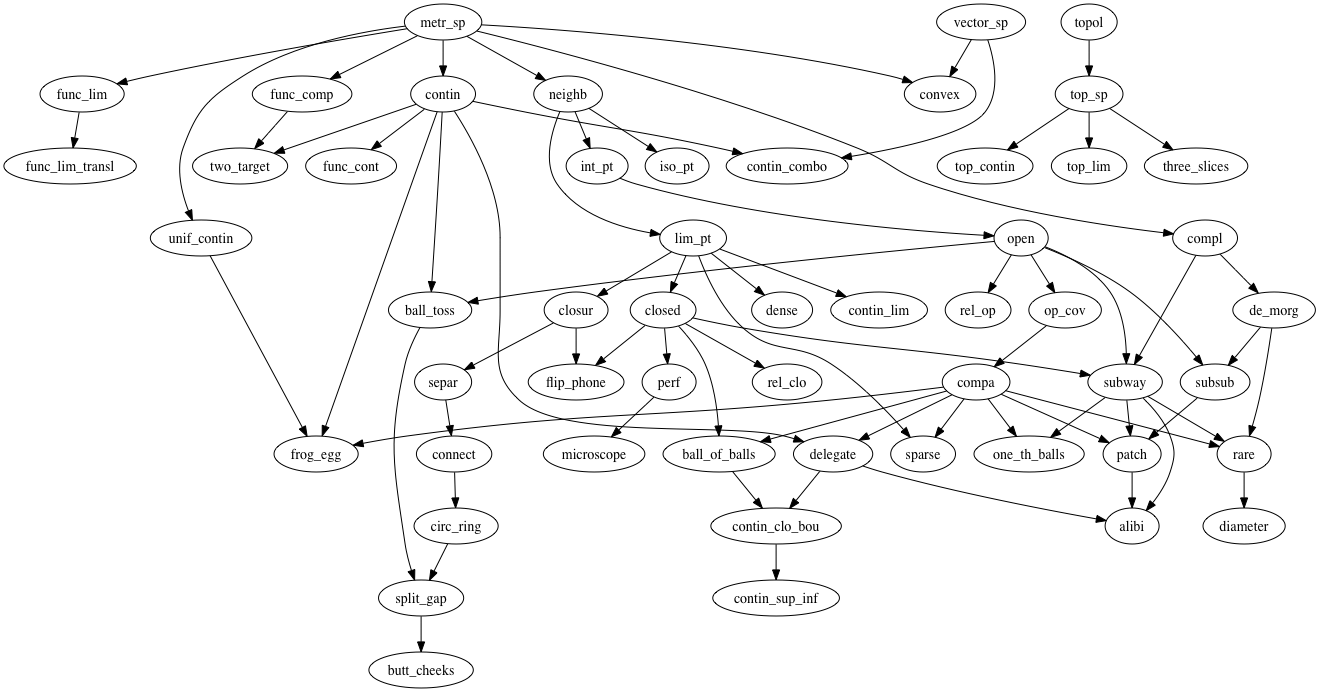 metr_sp
vector_sp
topol
func_lim
func_comp
contin
neighb
convex
top_sp
func_lim_transl
two_target
func_cont
int_pt
iso_pt
contin_combo
top_contin
top_lim
three_slices
unif_contin
lim_pt
open
compl
ball_toss
closur
closed
dense
contin_lim
rel_op
op_cov
de_morg
separ
flip_phone
perf
rel_clo
compa
subway
subsub
frog_egg
connect
microscope
ball_of_balls
delegate
sparse
one_th_balls
patch
rare
circ_ring
contin_clo_bou
alibi
diameter
split_gap
contin_sup_inf
butt_cheeks